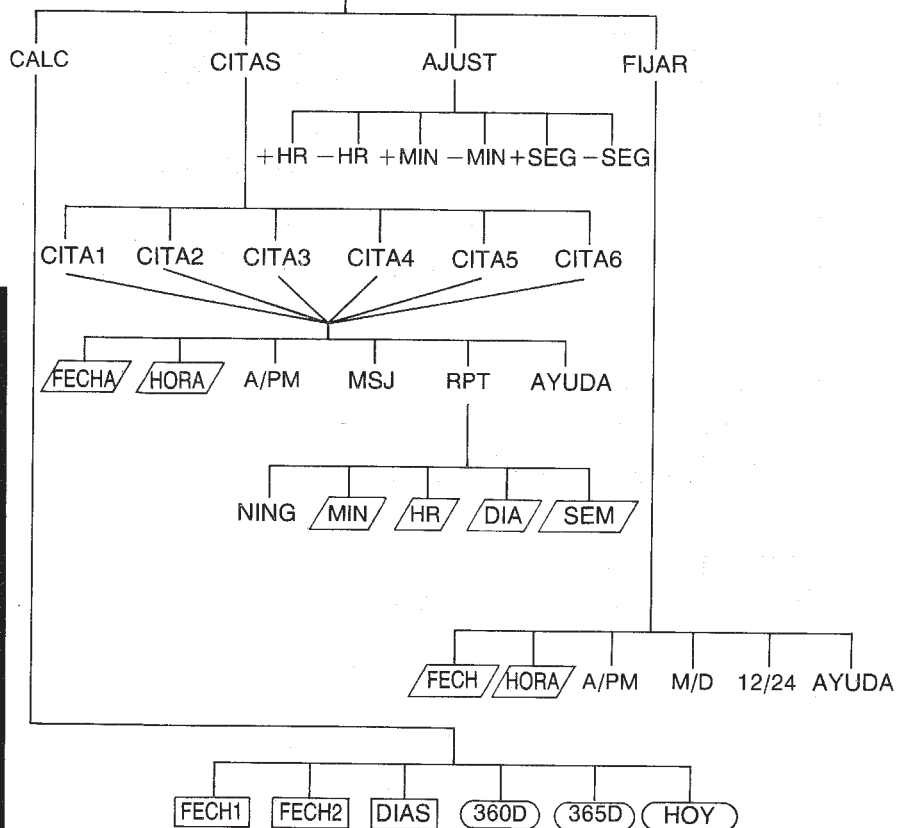 CALC CITAS AJUST FIJAR
+HR −HR +MIN −MIN +SEG −SEG
CITA1 CITA2 CITA3 CITA4 CITA5 CITA6
FECHA HORA A/PM MSJ RPT AYUDA
NING MIN HR DIA SEM
FECH HORA A/PM M/D 12/24 AYUDA
FECH1 FECH2 DIAS 360D 365D HOY